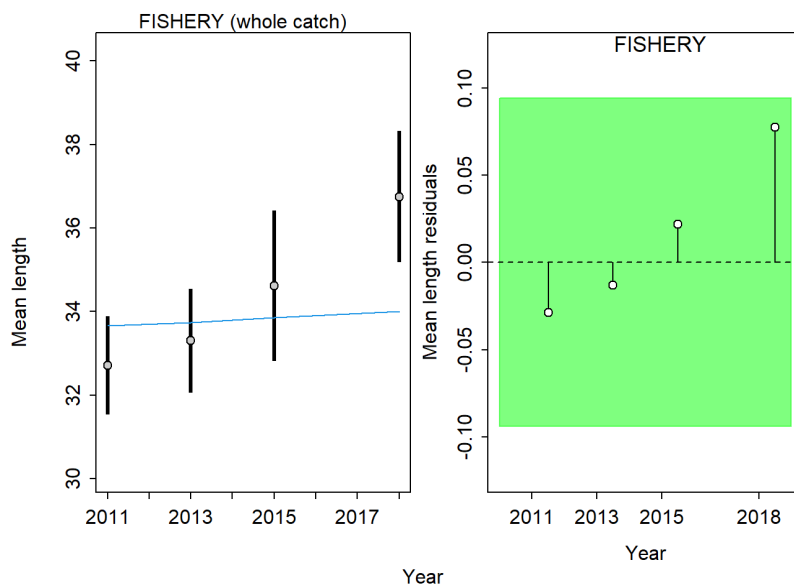 FISHERY (whole catch)
Mean length
40
38
36
34
32
30
2011 2013 2015 2017
FISHERY
Mean length residuals
0.10
0.05
0.00
-0.05
-0.10
2011 2013 2015 2018
Year
Year